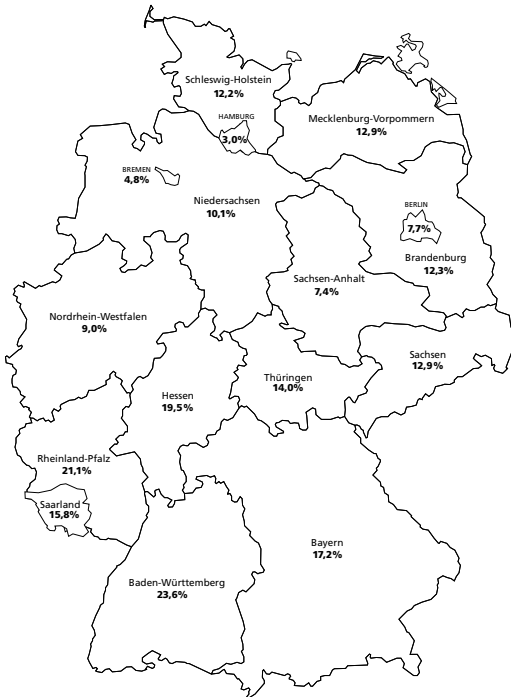 Schleswig-Holstein
12,2%
HAMBURG
3,0%
Mecklenburg-Vorpommern
12,9%
BREMEN
4,8%
Niedersachsen
10,1%
BERLIN
7,7%
Brandenburg
12,3%
Sachsen-Anhalt
7,4%
Nordrhein-Westfalen
9,0%
Sachsen
12,9%
Thüringen
14,0%
Hessen
19,5%
Rheinland-Pfalz
21,1%
Saarland
15,8%
Bayern
17,2%
Baden-Württemberg
23,6%